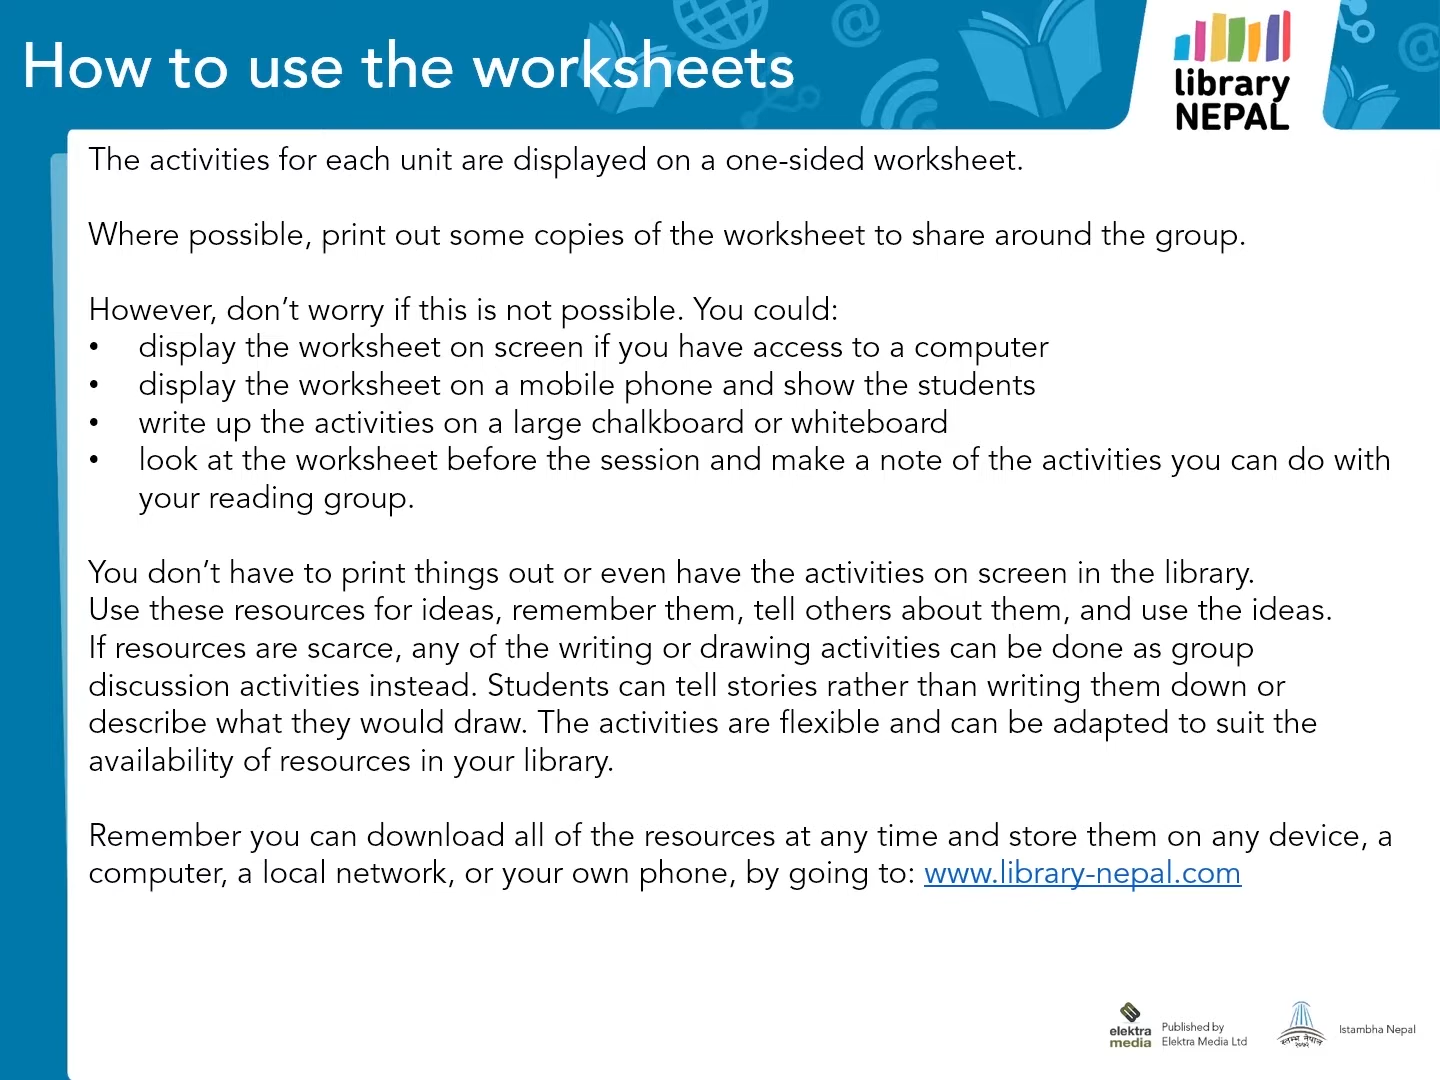 How to use the worksheets
library
NEPAL
The activities for each unit are displayed on a one-sided worksheet.
Where possible, print out some copies of the worksheet to share around the group.
However, don’t worry if this is not possible. You could:
• display the worksheet on screen if you have access to a computer
• display the worksheet on a mobile phone and show the students
• write up the activities on a large chalkboard or whiteboard
• look at the worksheet before the session and make a note of the activities you can do with
your reading group.
You don’t have to print things out or even have the activities on screen in the library.
Use these resources for ideas, remember them, tell others about them, and use the ideas.
If resources are scarce, any of the writing or drawing activities can be done as group
discussion activities instead. Students can tell stories rather than writing them down or
describe what they would draw. The activities are flexible and can be adapted to suit the
availability of resources in your library.
Remember you can download all of the resources at any time and store them on any device, a
computer, a local network, or your own phone, by going to: www.library-nepal.com
elektra
media
Published by
Elektra Media Ltd
स्तम्भ नेपाल
२०७२
Istambha Nepal